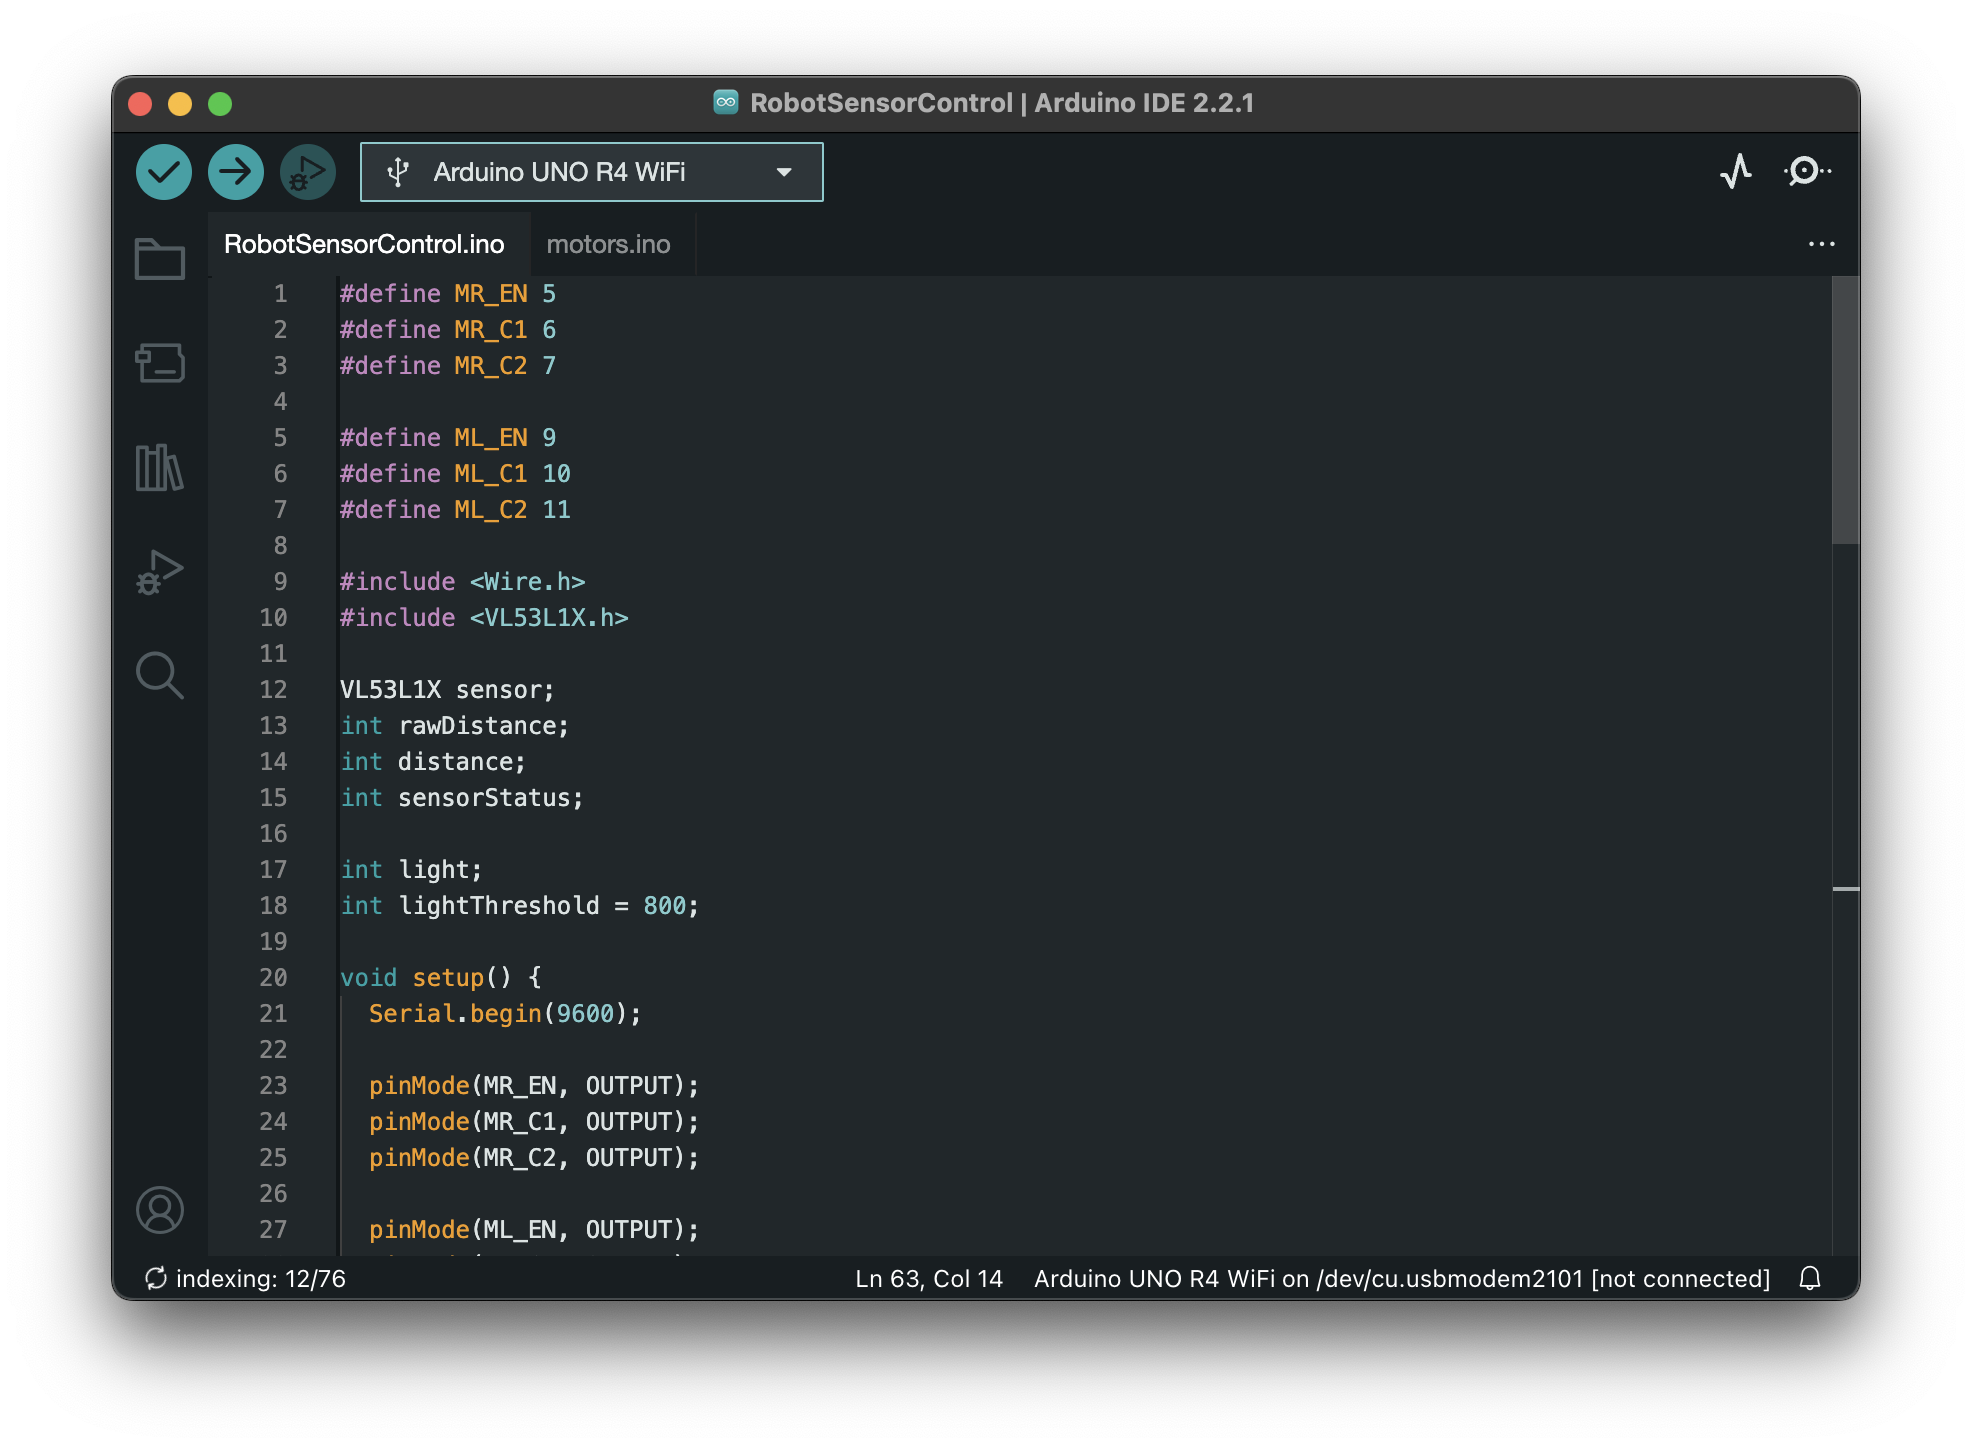 RobotSensorControl | Arduino IDE 2.2.1
Arduino UNO R4 WiFi
RobotSensorControl.ino motors.ino
1 #define MR_EN 5
2 #define MR_C1 6
3 #define MR_C2 7
4
5 #define ML_EN 9
6 #define ML_C1 10
7 #define ML_C2 11
8
9 #include <Wire.h>
10 #include <VL53L1X.h>
11
12 VL53L1X sensor;
13 int rawDistance;
14 int distance;
15 int sensorStatus;
16
17 int light;
18 int lightThreshold = 800;
19
20 void setup() {
21 Serial.begin(9600);
22
23 pinMode(MR_EN, OUTPUT);
24 pinMode(MR_C1, OUTPUT);
25 pinMode(MR_C2, OUTPUT);
26
27 pinMode(ML_EN, OUTPUT);
indexing: 12/76 Ln 63, Col 14 Arduino UNO R4 WiFi on /dev/cu.usbmodem2101 [not connected]